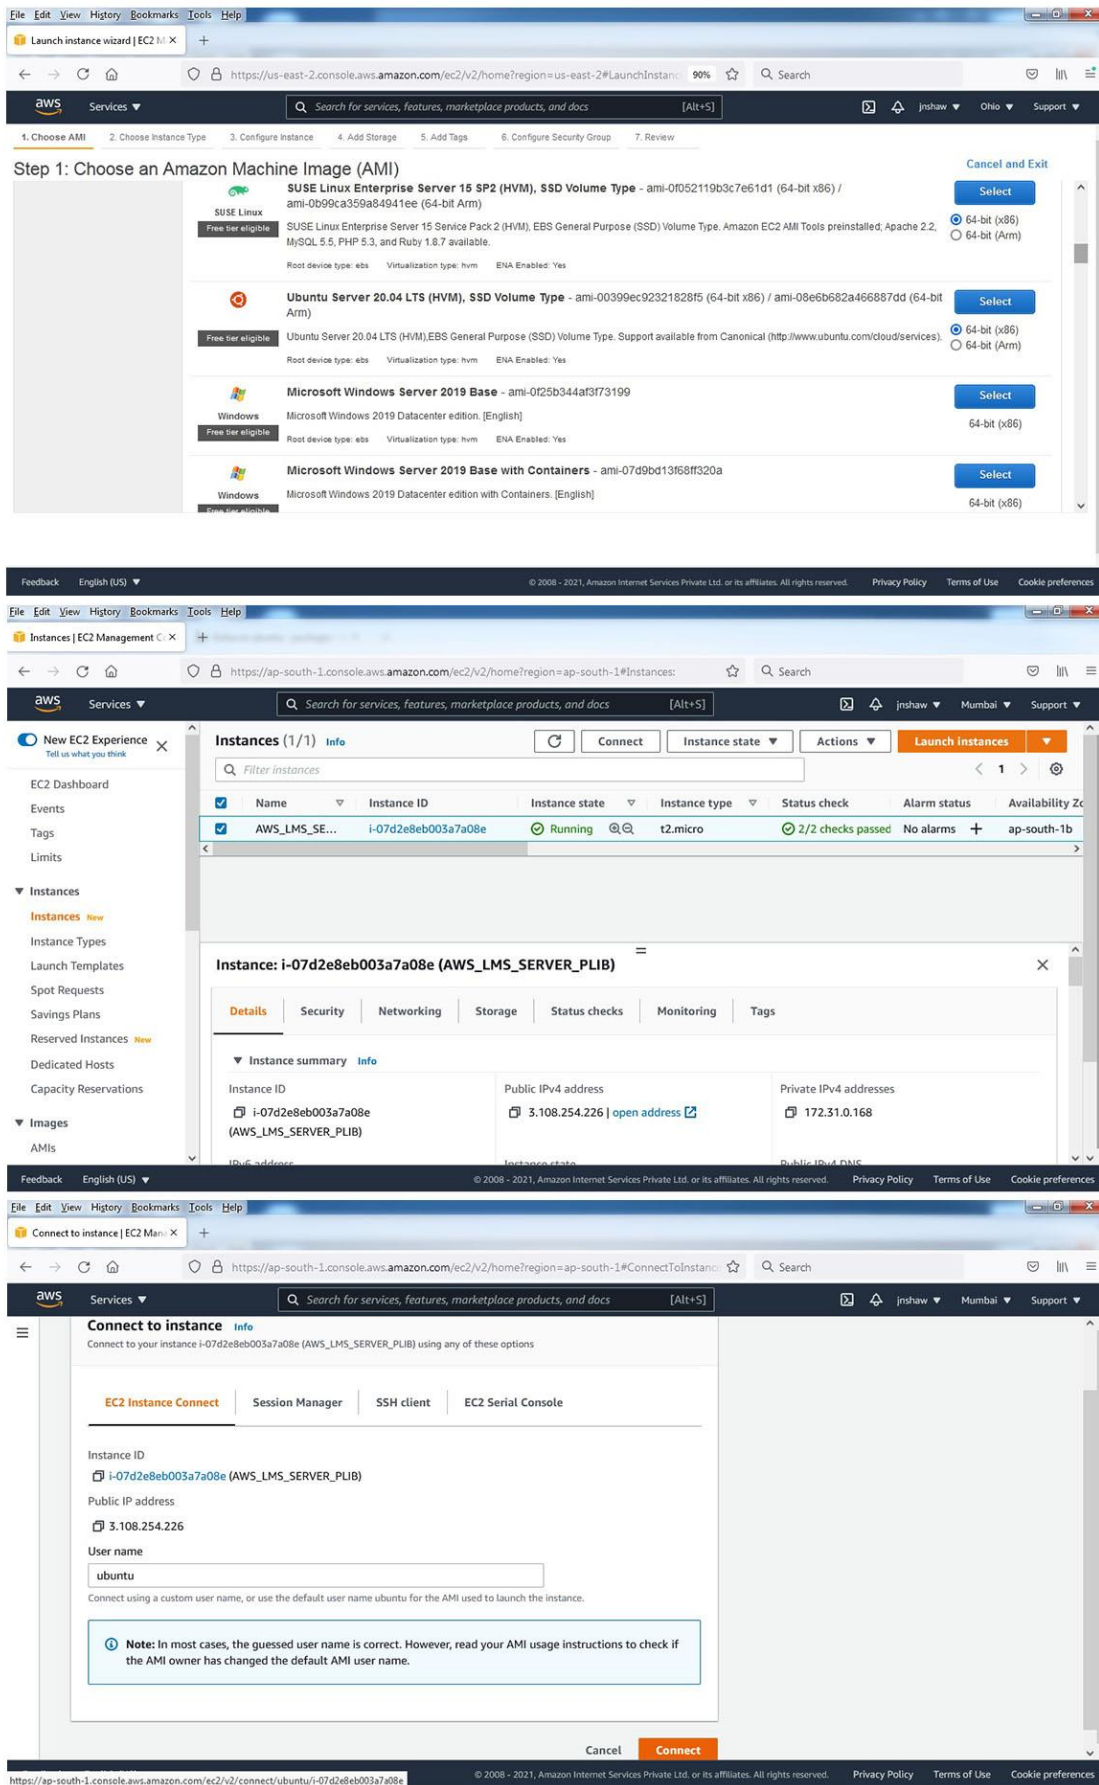 File Edit View History Bookmarks Tools Help
Launch instance wizard | EC2 M × +
https://us-east-2.console.aws.amazon.com/ec2/v2/home?region=us-east-2#LaunchInstanc 90% Search
aws Services ▼ Search for services, features, marketplace products, and docs [Alt+S] jnshaw ▼ Ohio ▼ Support ▼
1. Choose AMI 2. Choose Instance Type 3. Configure Instance 4. Add Storage 5. Add Tags 6. Configure Security Group 7. Review
Step 1: Choose an Amazon Machine Image (AMI) Cancel and Exit
SUSE Linux Enterprise Server 15 SP2 (HVM), SSD Volume Type - ami-0f052119b3c7e61d1 (64-bit x86) / Select
ami-0b99ca359a84941ee (64-bit Arm)
SUSE Linux
Free tier eligible
SUSE Linux Enterprise Server 15 Service Pack 2 (HVM), EBS General Purpose (SSD) Volume Type. Amazon EC2 AMI Tools preinstalled; Apache 2.2, 64-bit (x86)
MySQL 5.5, PHP 5.3, and Ruby 1.8.7 available. 64-bit (Arm)
Root device type: ebs Virtualization type: hvm ENA Enabled: Yes
Ubuntu Server 20.04 LTS (HVM), SSD Volume Type - ami-00399ec92321828f5 (64-bit x86) / ami-08e6b682a466887dd (64-bit Select
Arm)
Free tier eligible Ubuntu Server 20.04 LTS (HVM),EBS General Purpose (SSD) Volume Type. Support available from Canonical (http://www.ubuntu.com/cloud/services). 64-bit (x86)
64-bit (Arm)
Root device type: ebs Virtualization type: hvm ENA Enabled: Yes
Microsoft Windows Server 2019 Base - ami-0f25b344af3f73199 Select
Windows Microsoft Windows 2019 Datacenter edition. [English] 64-bit (x86)
Free tier eligible Root device type: ebs Virtualization type: hvm ENA Enabled: Yes
Microsoft Windows Server 2019 Base with Containers - ami-07d9bd13f68ff320a Select
Windows Microsoft Windows 2019 Datacenter edition with Containers. [English] 64-bit (x86)
Free tier eligible
Feedback English (US) ▼ © 2008 - 2021, Amazon Internet Services Private Ltd. or its affiliates. All rights reserved. Privacy Policy Terms of Use Cookie preferences
File Edit View History Bookmarks Tools Help
Instances | EC2 Management C × +
https://ap-south-1.console.aws.amazon.com/ec2/v2/home?region=ap-south-1#Instances: Search
aws Services ▼ Search for services, features, marketplace products, and docs [Alt+S] jnshaw ▼ Mumbai ▼ Support ▼
New EC2 Experience
Tell us what you think
Instances (1/1) Info Connect Instance state ▼ Actions ▼ Launch instances ▼
Filter instances < 1 >
Name Instance ID Instance state Instance type Status check Alarm status Availability Zo
AWS_LMS_SE... i-07d2e8eb003a7a08e Running t2.micro 2/2 checks passed No alarms + ap-south-1b
EC2 Dashboard
Events
Tags
Limits
▼ Instances
Instances New
Instance Types
Launch Templates
Spot Requests
Savings Plans
Reserved Instances New
Dedicated Hosts
Capacity Reservations
▼ Images
AMIs
Instance: i-07d2e8eb003a7a08e (AWS_LMS_SERVER_PLIB)
Details Security Networking Storage Status checks Monitoring Tags
▼ Instance summary Info
Instance ID Public IPv4 address Private IPv4 addresses
i-07d2e8eb003a7a08e 3.108.254.226 | open address 172.31.0.168
(AWS_LMS_SERVER_PLIB)
IPv6 address Instance state Public IPv4 DNS
Feedback English (US) ▼ © 2008 - 2021, Amazon Internet Services Private Ltd. or its affiliates. All rights reserved. Privacy Policy Terms of Use Cookie preferences
File Edit View History Bookmarks Tools Help
Connect to instance | EC2 Mana × +
https://ap-south-1.console.aws.amazon.com/ec2/v2/home?region=ap-south-1#ConnectToInstanc Search
aws Services ▼ Search for services, features, marketplace products, and docs [Alt+S] jnshaw ▼ Mumbai ▼ Support ▼
Connect to instance Info
Connect to your instance i-07d2e8eb003a7a08e (AWS_LMS_SERVER_PLIB) using any of these options
EC2 Instance Connect Session Manager SSH client EC2 Serial Console
Instance ID
i-07d2e8eb003a7a08e (AWS_LMS_SERVER_PLIB)
Public IP address
3.108.254.226
User name
ubuntu
Connect using a custom user name, or use the default user name ubuntu for the AMI used to launch the instance.
Note: In most cases, the guessed user name is correct. However, read your AMI usage instructions to check if
the AMI owner has changed the default AMI user name.
Cancel Connect
https://ap-south-1.console.aws.amazon.com/ec2/v2/connect/ubuntu/i-07d2e8eb003a7a08e © 2008 - 2021, Amazon Internet Services Private Ltd. or its affiliates. All rights reserved. Privacy Policy Terms of Use Cookie preferences